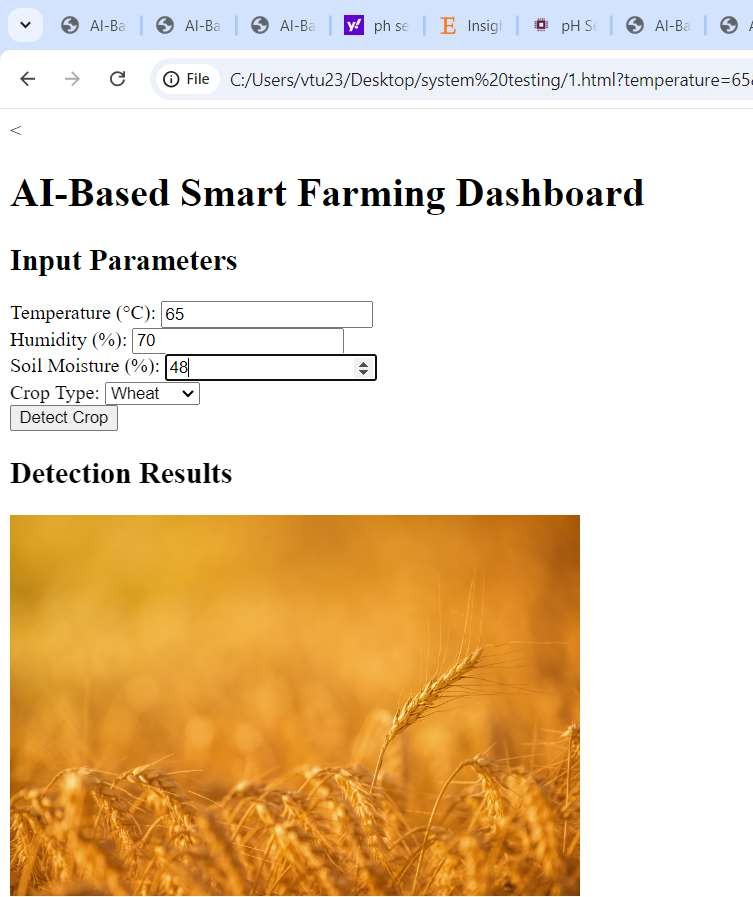 AI-Ba AI-Ba AI-Ba y! ph se E Insig pH Se AI-Ba
File C:/Users/vtu23/Desktop/system%20testing/1.html?temperature=65
<
AI-Based Smart Farming Dashboard
Input Parameters
Temperature (°C): 65
Humidity (%): 70
Soil Moisture (%): 48
Crop Type: Wheat
Detect Crop
Detection Results